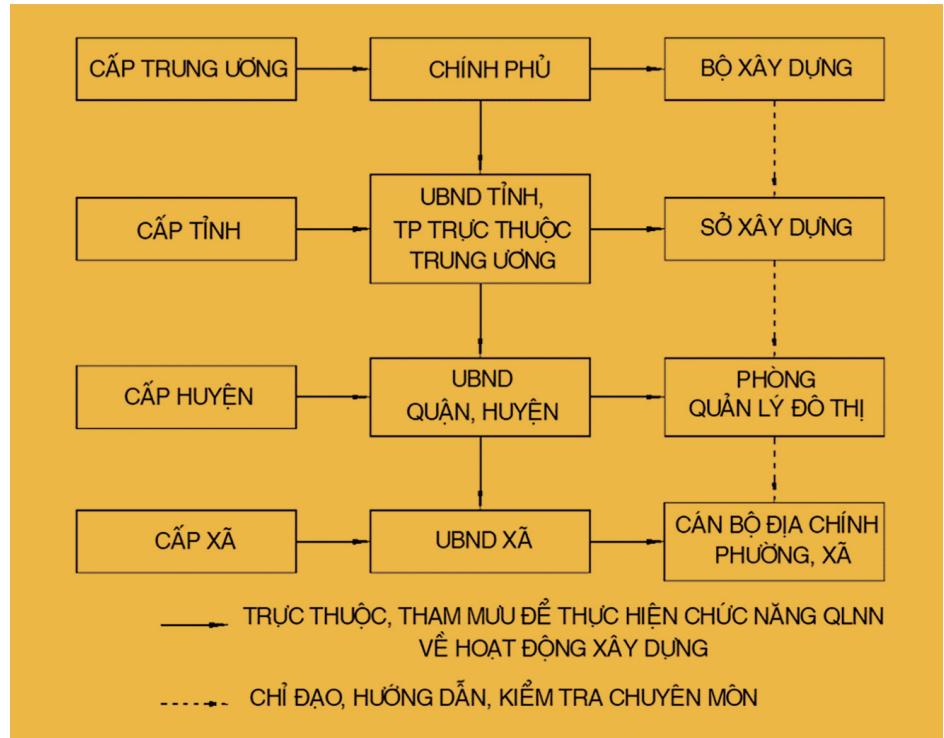 CẤP TRUNG ƯƠNG
CHÍNH PHỦ
BỘ XÂY DỰNG
CẤP TỈNH
UBND TỈNH,
TP TRỰC THUỘC
TRUNG ƯƠNG
SỞ XÂY DỰNG
CẤP HUYỆN
UBND
QUẬN, HUYỆN
PHÒNG
QUẢN LÝ ĐÔ THỊ
CẤP XÃ
UBND XÃ
CÁN BỘ ĐỊA CHÍNH
PHƯỜNG, XÃ
TRỰC THUỘC, THAM MƯU ĐỂ THỰC HIỆN CHỨC NĂNG QLNN
VỀ HOẠT ĐỘNG XÂY DỰNG
CHỈ ĐẠO, HƯỚNG DẪN, KIỂM TRA CHUYÊN MÔN